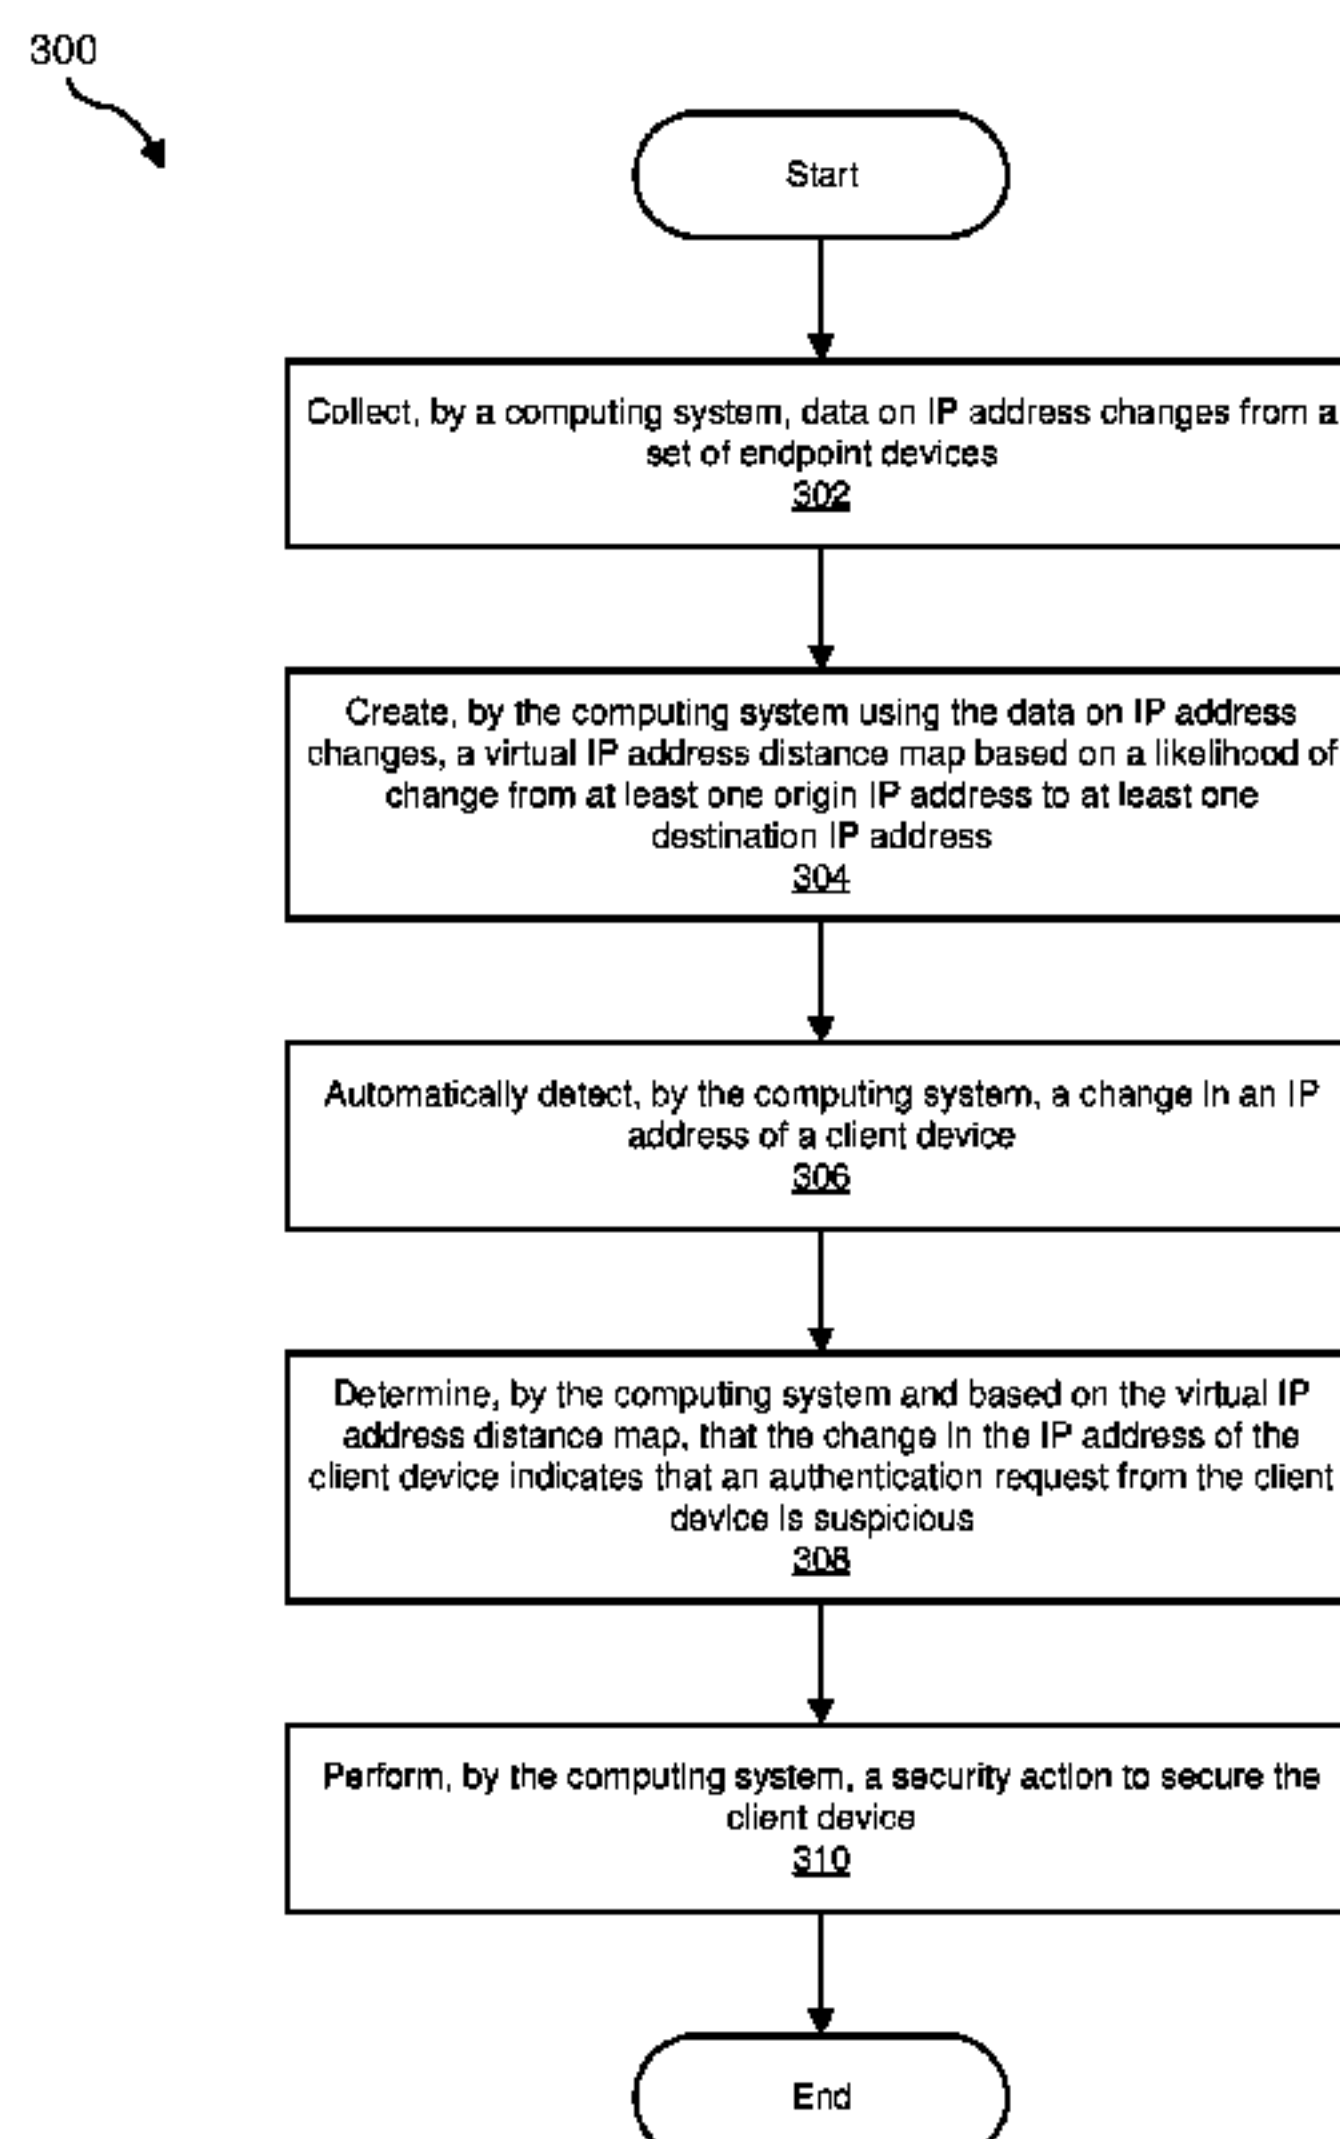 300
Start
Collect, by a computing system, data on IP address changes from a
set of endpoint devices
302
Create, by the computing system using the data on IP address
changes, a virtual IP address distance map based on a likelihood of
change from at least one origin IP address to at least one
destination IP address
304
Automatically detect, by the computing system, a change in an IP
address of a client device
306
Determine, by the computing system and based on the virtual IP
address distance map, that the change in the IP address of the
client device indicates that an authentication request from the client
device is suspicious
308
Perform, by the computing system, a security action to secure the
client device
310
End